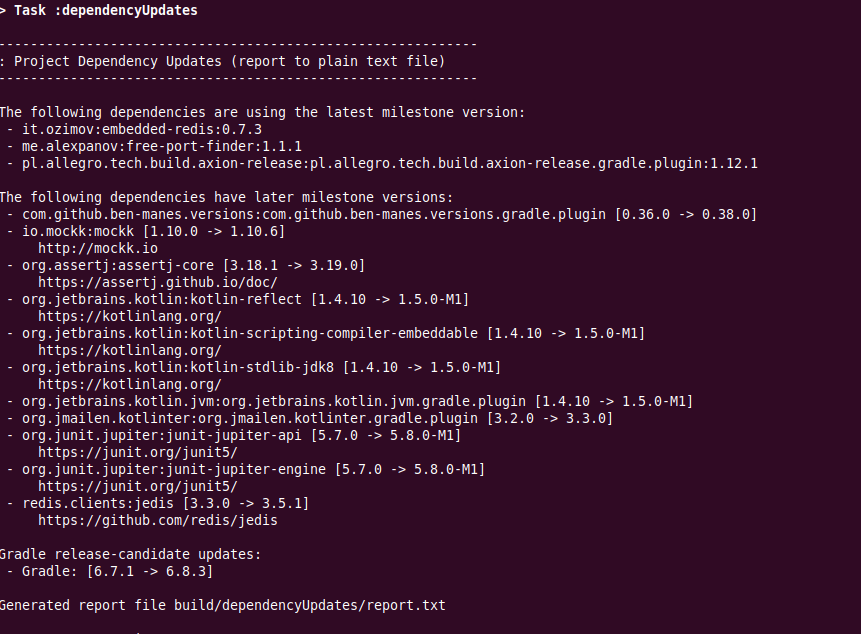 > Task :dependencyUpdates
------------------------------------------------------------
: Project Dependency Updates (report to plain text file)
------------------------------------------------------------
The following dependencies are using the latest milestone version:
- it.ozimov:embedded-redis:0.7.3
- me.alexpanov:free-port-finder:1.1.1
- pl.allegro.tech.build.axion-release:pl.allegro.tech.build.axion-release.gradle.plugin:1.12.1
The following dependencies have later milestone versions:
- com.github.ben-manes.versions:com.github.ben-manes.versions.gradle.plugin [0.36.0 -> 0.38.0]
- io.mockk:mockk [1.10.0 -> 1.10.6]
http://mockk.io
- org.assertj:assertj-core [3.18.1 -> 3.19.0]
https://assertj.github.io/doc/
- org.jetbrains.kotlin:kotlin-reflect [1.4.10 -> 1.5.0-M1]
https://kotlinlang.org/
- org.jetbrains.kotlin:kotlin-scripting-compiler-embeddable [1.4.10 -> 1.5.0-M1]
https://kotlinlang.org/
- org.jetbrains.kotlin:kotlin-stdlib-jdk8 [1.4.10 -> 1.5.0-M1]
https://kotlinlang.org/
- org.jetbrains.kotlin.jvm:org.jetbrains.kotlin.jvm.gradle.plugin [1.4.10 -> 1.5.0-M1]
- org.jmailen.kotlinter:org.jmailen.kotlinter.gradle.plugin [3.2.0 -> 3.3.0]
- org.junit.jupiter:junit-jupiter-api [5.7.0 -> 5.8.0-M1]
https://junit.org/junit5/
- org.junit.jupiter:junit-jupiter-engine [5.7.0 -> 5.8.0-M1]
https://junit.org/junit5/
- redis.clients:jedis [3.3.0 -> 3.5.1]
https://github.com/redis/jedis
Gradle release-candidate updates:
- Gradle: [6.7.1 -> 6.8.3]
Generated report file build/dependencyUpdates/report.txt